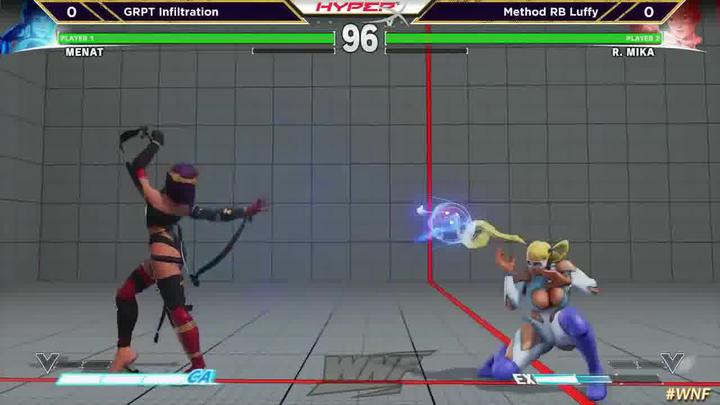 0 GRPT Infiltration HYPER Method RB Luffy 0
PLAYER 1 96 PLAYER 2
MENAT R. MIKA
WNF
V CA EX V
#WNF